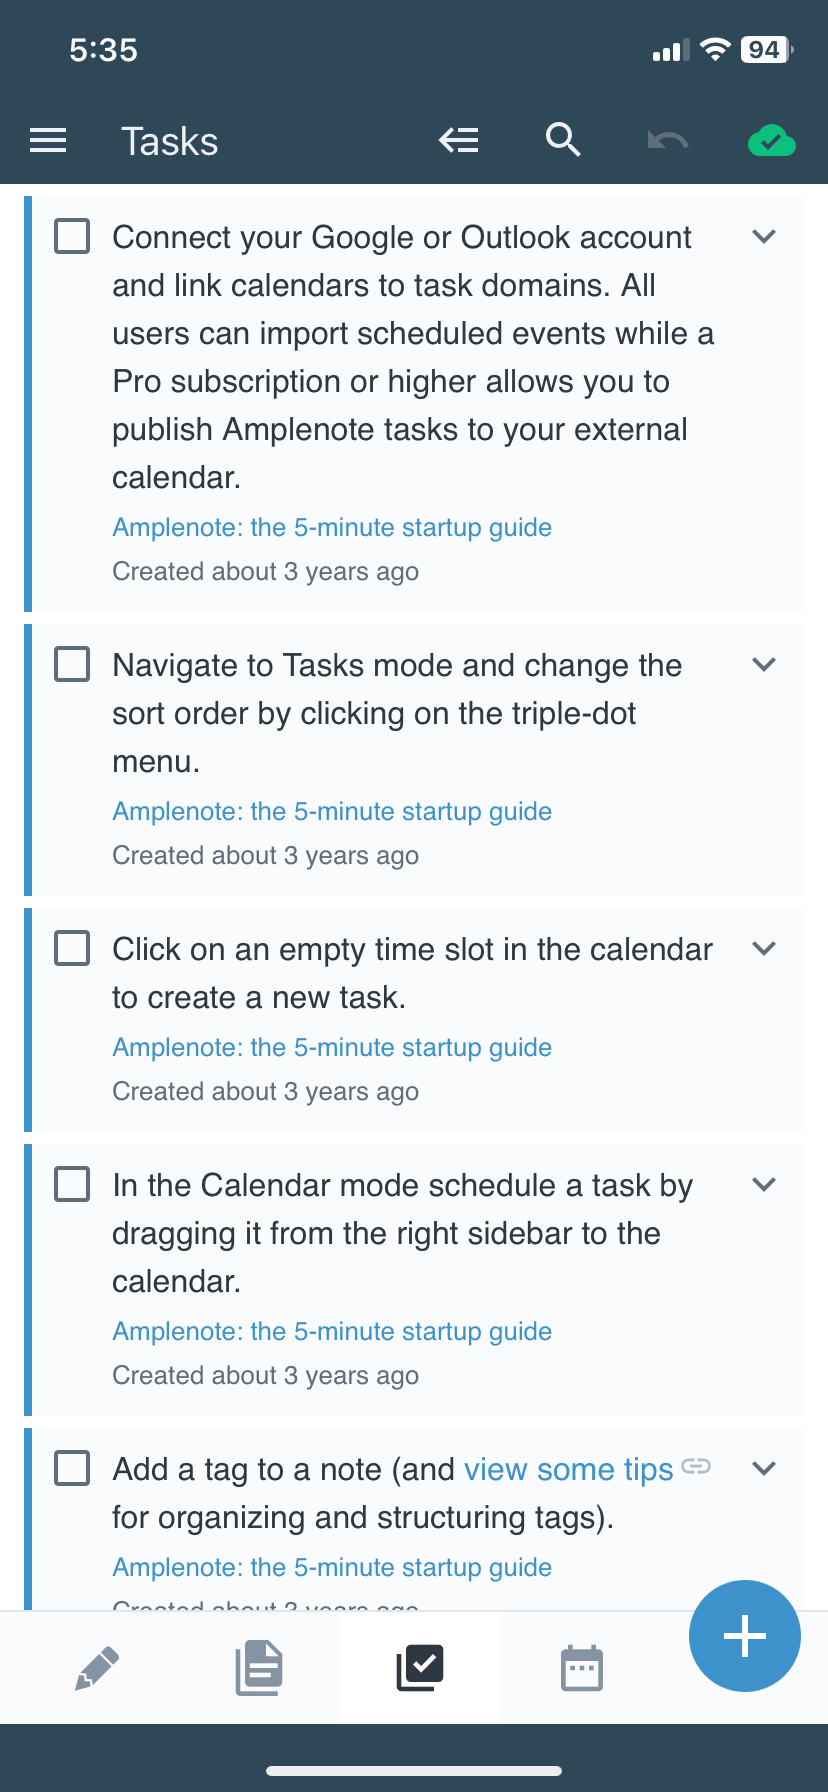 5:35
94
Tasks
Connect your Google or Outlook account
and link calendars to task domains. All
users can import scheduled events while a
Pro subscription or higher allows you to
publish Amplenote tasks to your external
calendar.
Amplenote: the 5-minute startup guide
Created about 3 years ago
Navigate to Tasks mode and change the
sort order by clicking on the triple-dot
menu.
Amplenote: the 5-minute startup guide
Created about 3 years ago
Click on an empty time slot in the calendar
to create a new task.
Amplenote: the 5-minute startup guide
Created about 3 years ago
In the Calendar mode schedule a task by
dragging it from the right sidebar to the
calendar.
Amplenote: the 5-minute startup guide
Created about 3 years ago
Add a tag to a note (and view some tips
for organizing and structuring tags).
Amplenote: the 5-minute startup guide
Created about 3 years ago